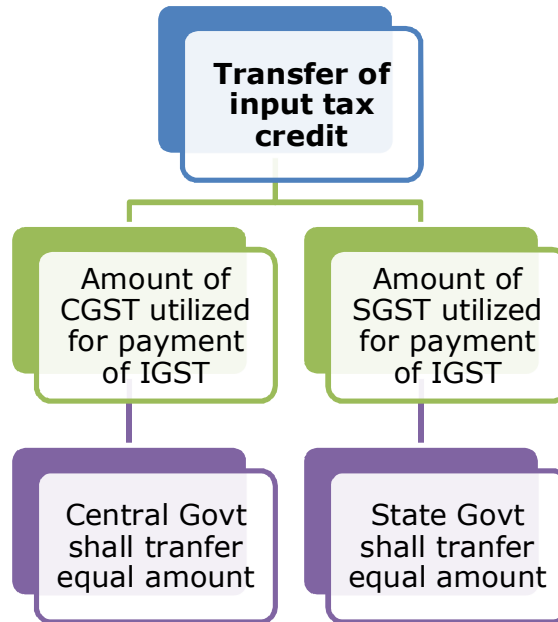 Transfer of
input tax
credit
Amount of
CGST utilized
for payment
of IGST
Amount of
SGST utilized
for payment
of IGST
Central Govt
shall tranfer
equal amount
State Govt
shall tranfer
equal amount